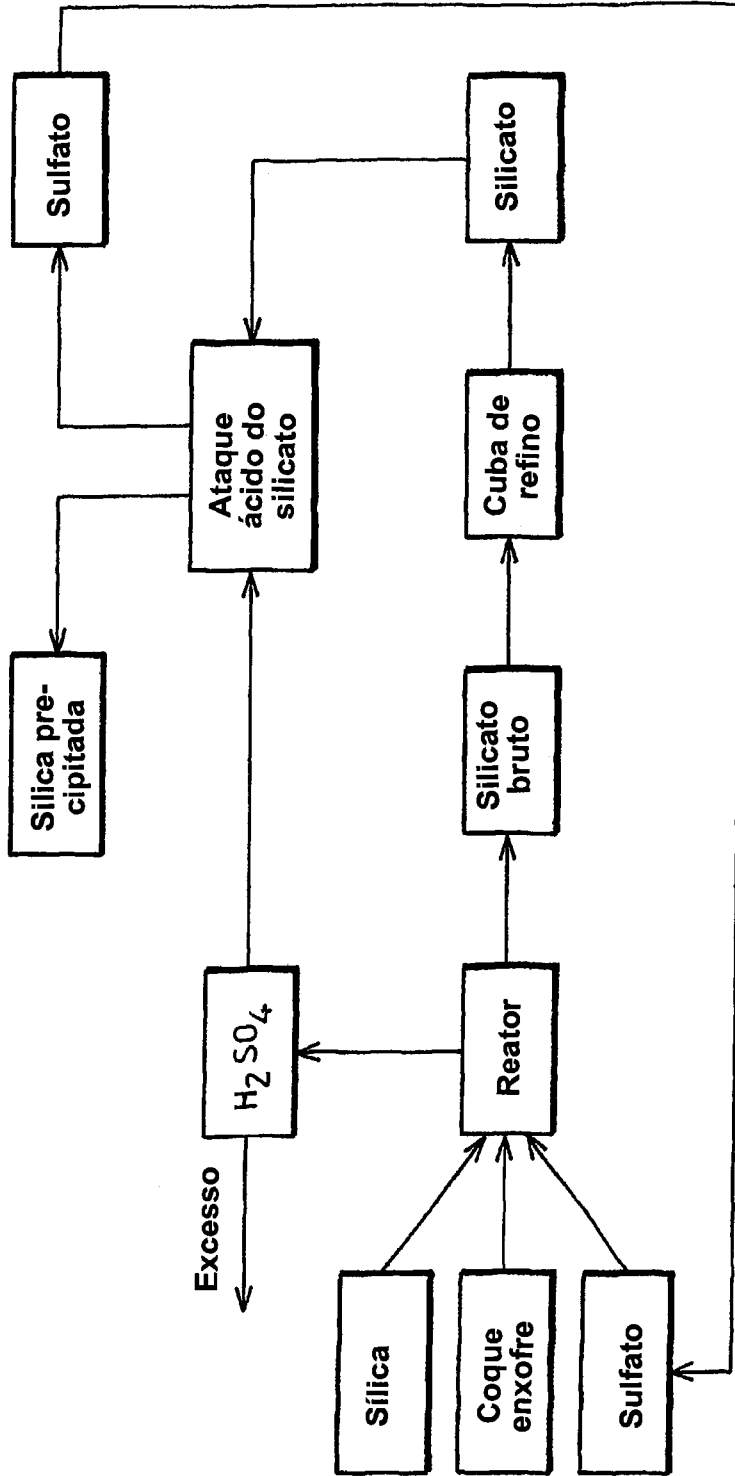 Sulfato
Silicato
Ataque
ácido do
silicato
Cuba de
refino
Sílica pre-
cipitada
Silicato
bruto
H2SO4
Reator
Excesso
Sílica
Coque
enxofre
Sulfato